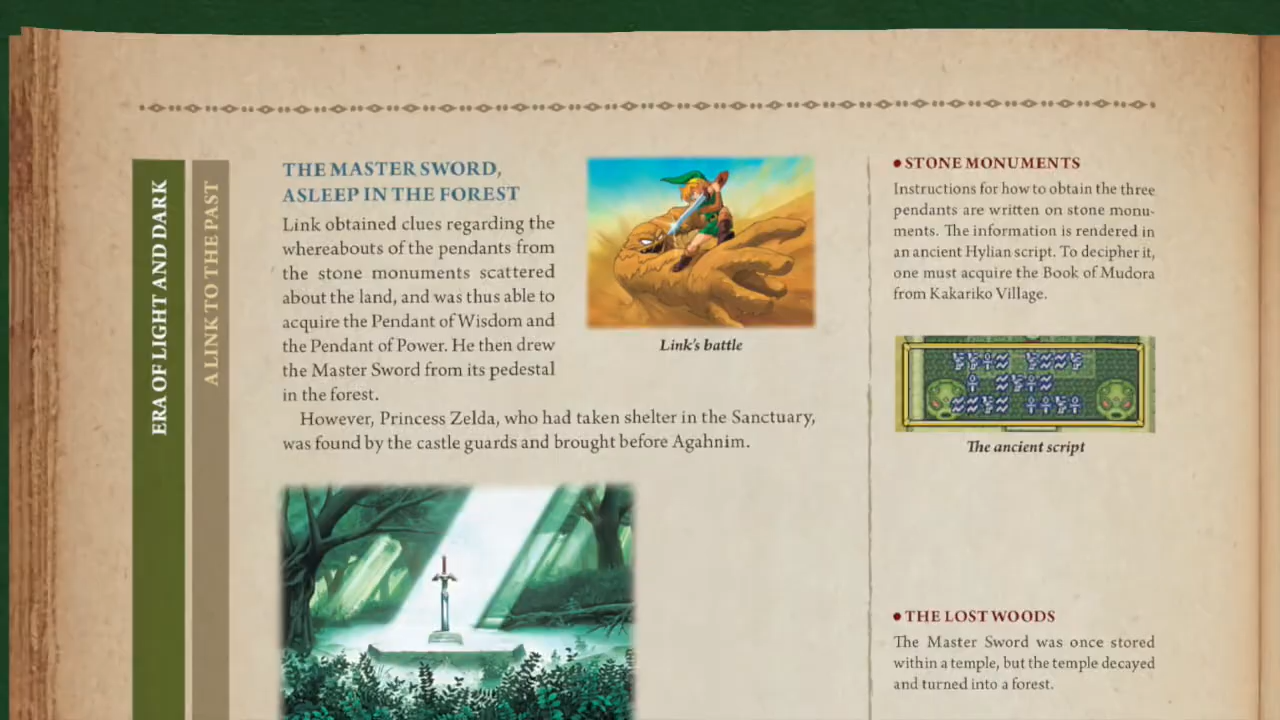 ERA OF LIGHT AND DARK
A LINK TO THE PAST
THE MASTER SWORD,
ASLEEP IN THE FOREST
Link obtained clues regarding the
whereabouts of the pendants from
the stone monuments scattered
about the land, and was thus able to
acquire the Pendant of Wisdom and
the Pendant of Power. He then drew
the Master Sword from its pedestal
in the forest.
However, Princess Zelda, who had taken shelter in the Sanctuary,
was found by the castle guards and brought before Agahnim.
Link's battle
• STONE MONUMENTS
Instructions for how to obtain the three
pendants are written on stone monu-
ments. The information is rendered in
an ancient Hylian script. To decipher it,
one must acquire the Book of Mudora
from Kakariko Village.
The ancient script
• THE LOST WOODS
The Master Sword was once stored
within a temple, but the temple decayed
and turned into a forest.